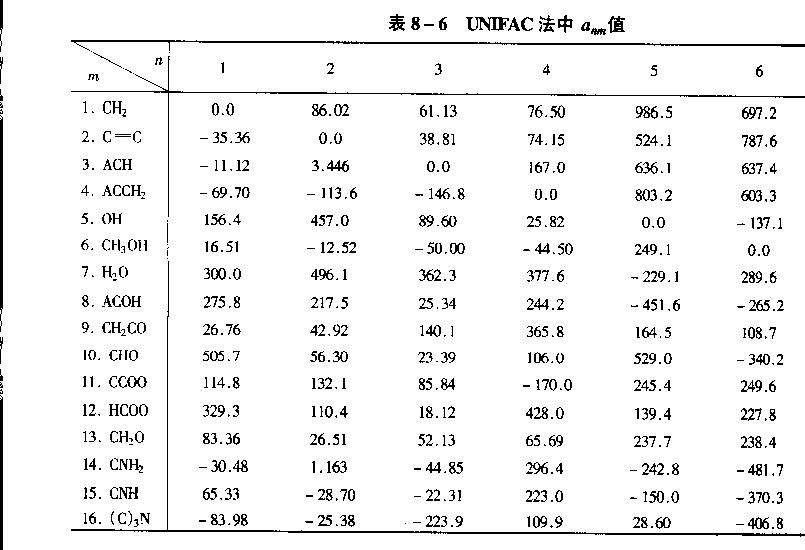 表 8-6 UNIFAC 法中 a_nm 值
m n 1 2 3 4 5 6
1. CH₂ 0.0 86.02 61.13 76.50 986.5 697.2
2. C=C -35.36 0.0 38.81 74.15 524.1 787.6
3. ACH -11.12 3.446 0.0 167.0 636.1 637.4
4. ACCH₂ -69.70 -113.6 -146.8 0.0 803.2 603.3
5. OH 156.4 457.0 89.60 25.82 0.0 -137.1
6. CH₃OH 16.51 -12.52 -50.00 -44.50 249.1 0.0
7. H₂O 300.0 496.1 362.3 377.6 -229.1 289.6
8. ACOH 275.8 217.5 25.34 244.2 -451.6 -265.2
9. CH₂CO 26.76 42.92 140.1 365.8 164.5 108.7
10. CHO 505.7 56.30 23.39 106.0 529.0 -340.2
11. CCOO 114.8 132.1 85.84 -170.0 245.4 249.6
12. HCOO 329.3 110.4 18.12 428.0 139.4 227.8
13. CH₂O 83.36 26.51 52.13 65.69 237.7 238.4
14. CNH₂ -30.48 1.163 -44.85 296.4 -242.8 -481.7
15. CNH 65.33 -28.70 -22.31 223.0 -150.0 -370.3
16. (C)₃N -83.98 -25.38 -223.9 109.9 28.60 -406.8